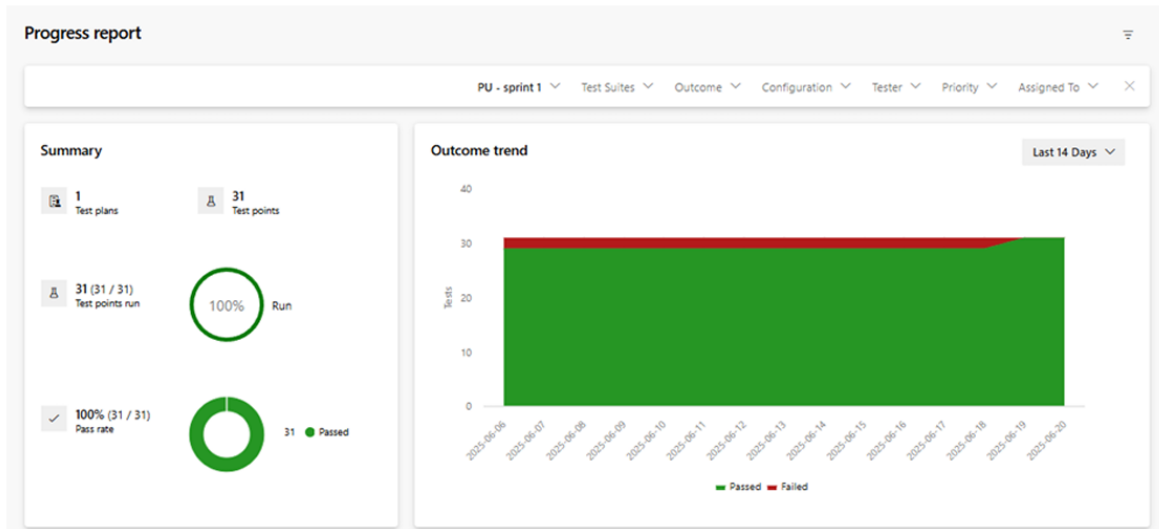 Progress report
PU - sprint 1 Test Suites Outcome Configuration Tester Priority Assigned To
Summary
1
Test plans
31
Test points
31 (31 / 31)
Test points run
100%
Run
100% (31 / 31)
Pass rate
31 Passed
Outcome trend
Last 14 Days
40
30
20
10
0
Tests
2025-06-06
2025-06-07
2025-06-08
2025-06-09
2025-06-10
2025-06-11
2025-06-12
2025-06-13
2025-06-14
2025-06-15
2025-06-16
2025-06-17
2025-06-18
2025-06-19
2025-06-20
Passed Failed